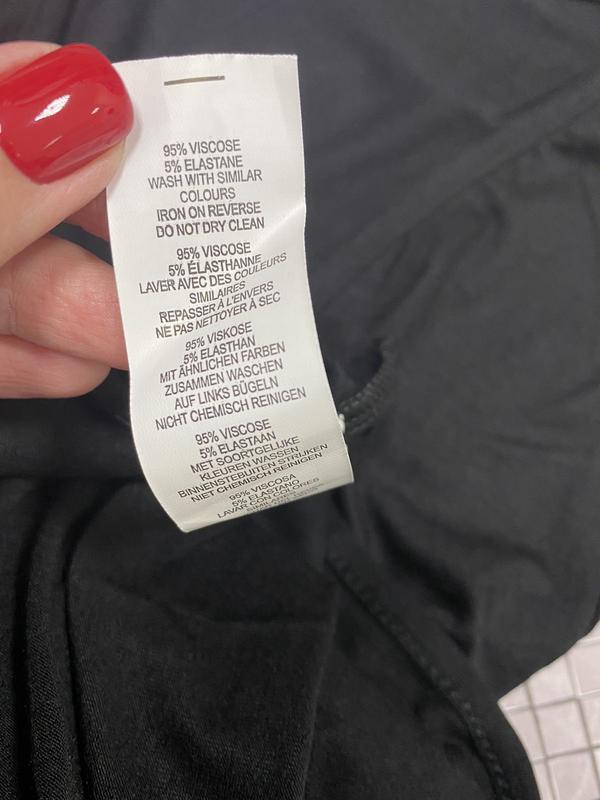 95% VISCOSE
5% ELASTANE
WASH WITH SIMILAR
COLOURS
IRON ON REVERSE
DO NOT DRY CLEAN
95% VISCOSE
5% ÉLASTHANNE
LAVER AVEC DES COULEURS
SIMILAIRES
REPASSER À L'ENVERS
NE PAS NETTOYER À SEC
95% VISKOSE
5% ELASTHAN
MIT ÄHNLICHEN FARBEN
ZUSAMMEN WASCHEN
AUF LINKS BÜGELN
NICHT CHEMISCH REINIGEN
95% VISCOSE
5% ELASTAAN
MET SOORTGELIJKE
KLEUREN WASSEN
BINNENSTEBUITEN STRIJKEN
NIET CHEMISCH REINIGEN
95% VISCOSA
5% ELASTANO
LAVAR CON COLORES